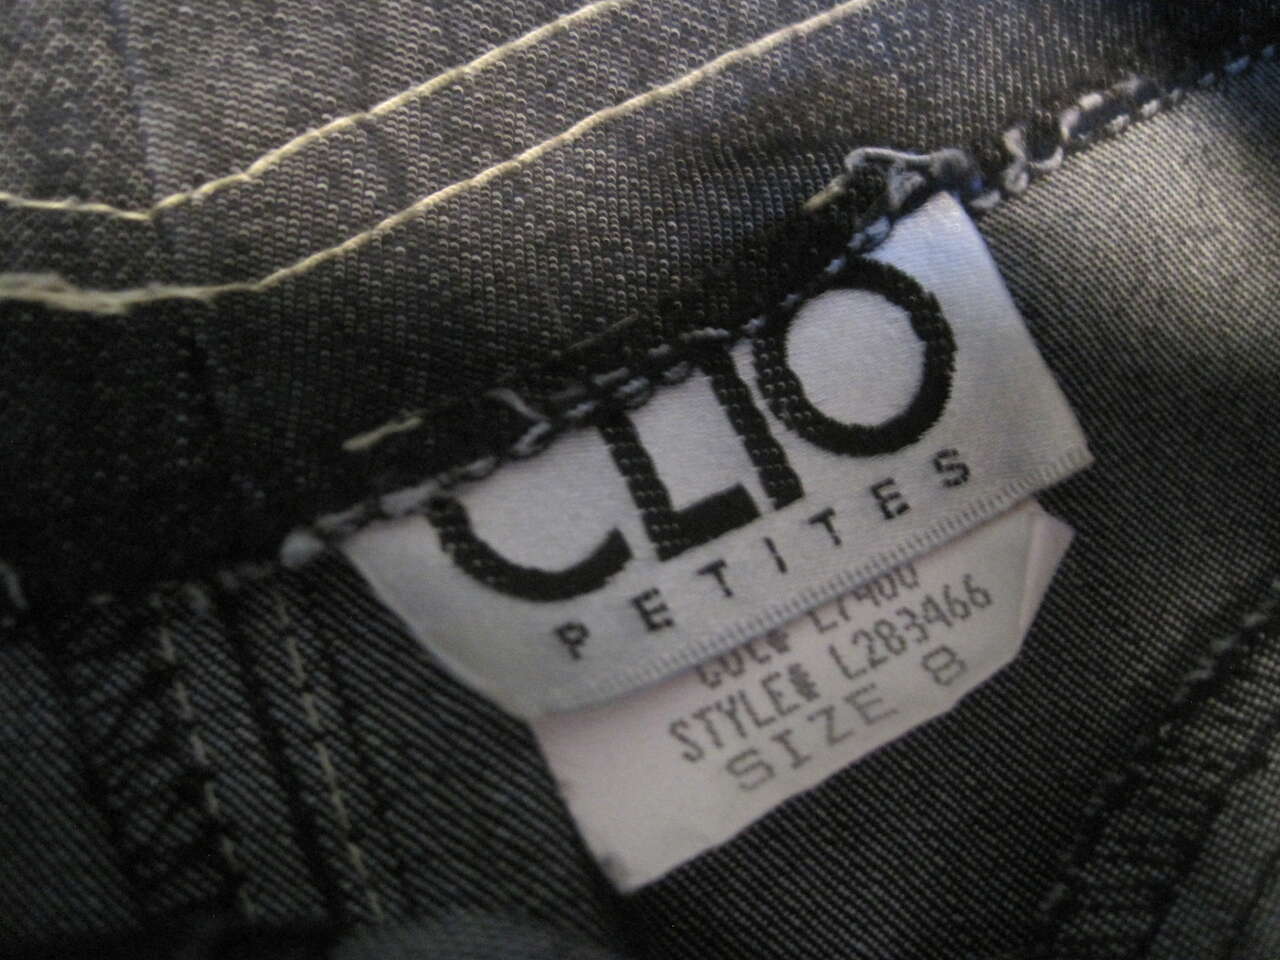 CLIO
PETITES
STYLE# L283466
SIZE 8